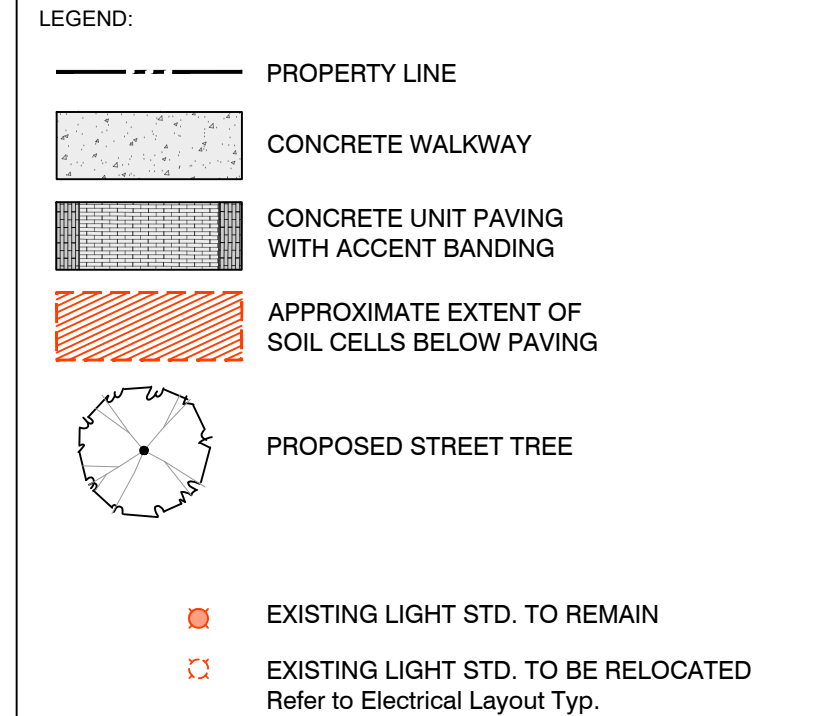 LEGEND:
PROPERTY LINE
CONCRETE WALKWAY
CONCRETE UNIT PAVING
WITH ACCENT BANDING
APPROXIMATE EXTENT OF
SOIL CELLS BELOW PAVING
PROPOSED STREET TREE
EXISTING LIGHT STD. TO REMAIN
EXISTING LIGHT STD. TO BE RELOCATED
Refer to Electrical Layout Typ.